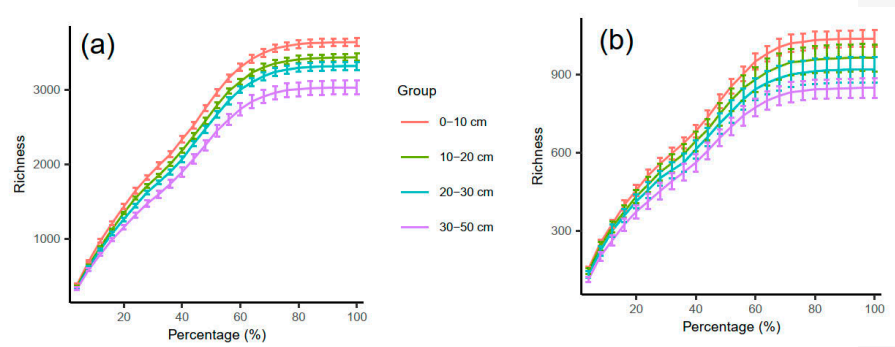 (a)
Richness
3000
2000
1000
20 40 60 80 100
Percentage (%)
Group
0–10 cm
10–20 cm
20–30 cm
30–50 cm
(b)
Richness
900
600
300
20 40 60 80 100
Percentage (%)